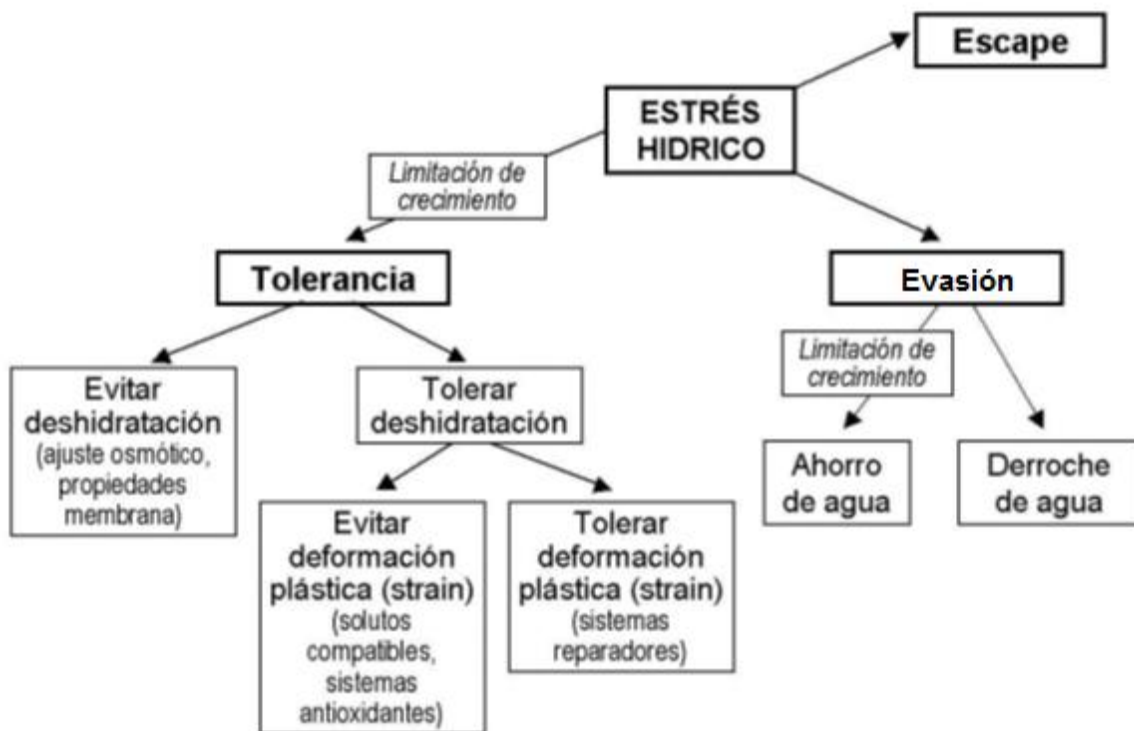 Escape
ESTRÉS
HIDRICO
Limitación de
crecimiento
Tolerancia
Evasión
Evitar
deshidratación
(ajuste osmótico,
propiedades
membrana)
Tolerar
deshidratación
Limitación de
crecimiento
Ahorro
de agua
Derroche
de agua
Evitar
deformación
plástica (strain)
(solutos
compatibles,
sistemas
antioxidantes)
Tolerar
deformación
plástica (strain)
(sistemas
reparadores)